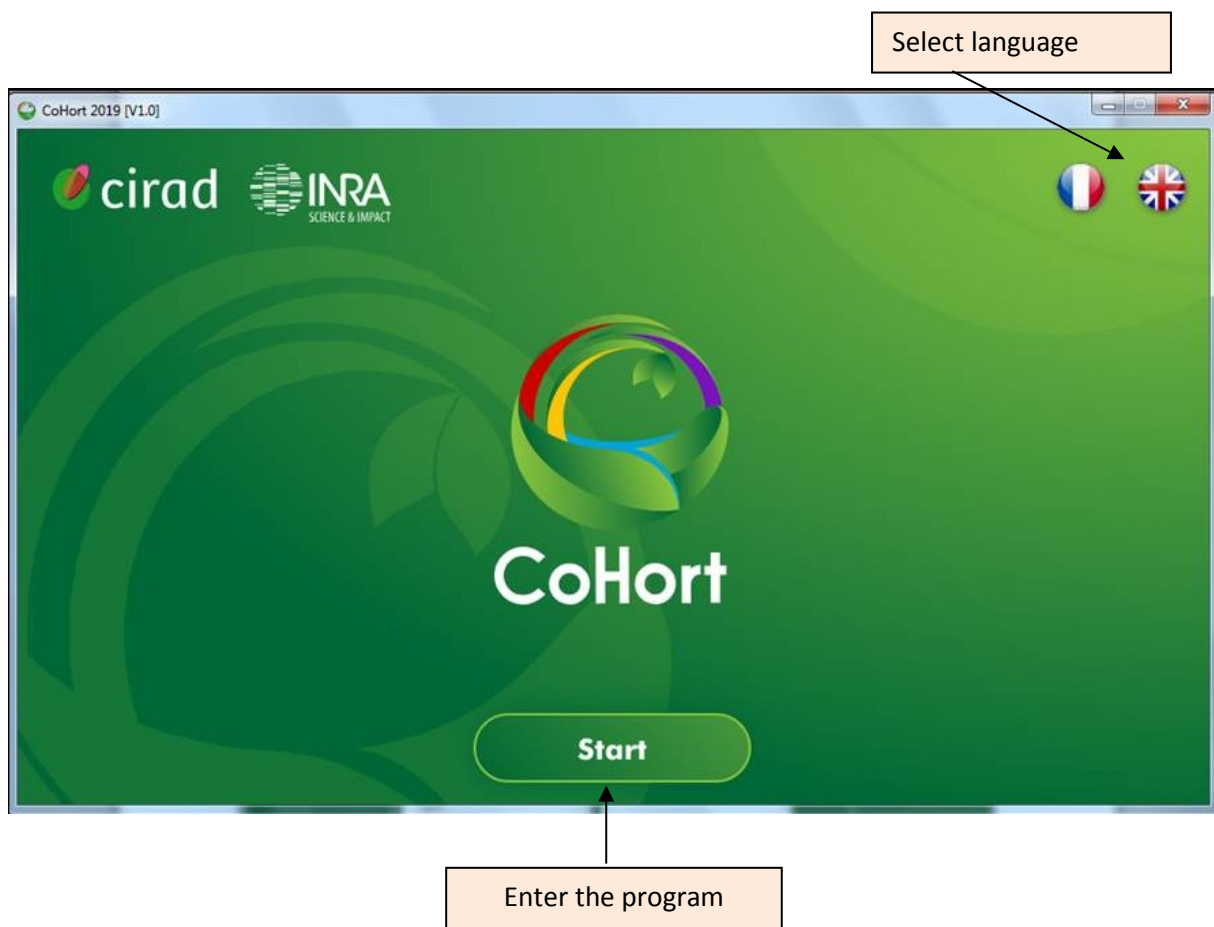 Select language
CoHort 2019 [V1.0]
cirad
INRA
SCIENCE & IMPACT
CoHort
Start
Enter the program